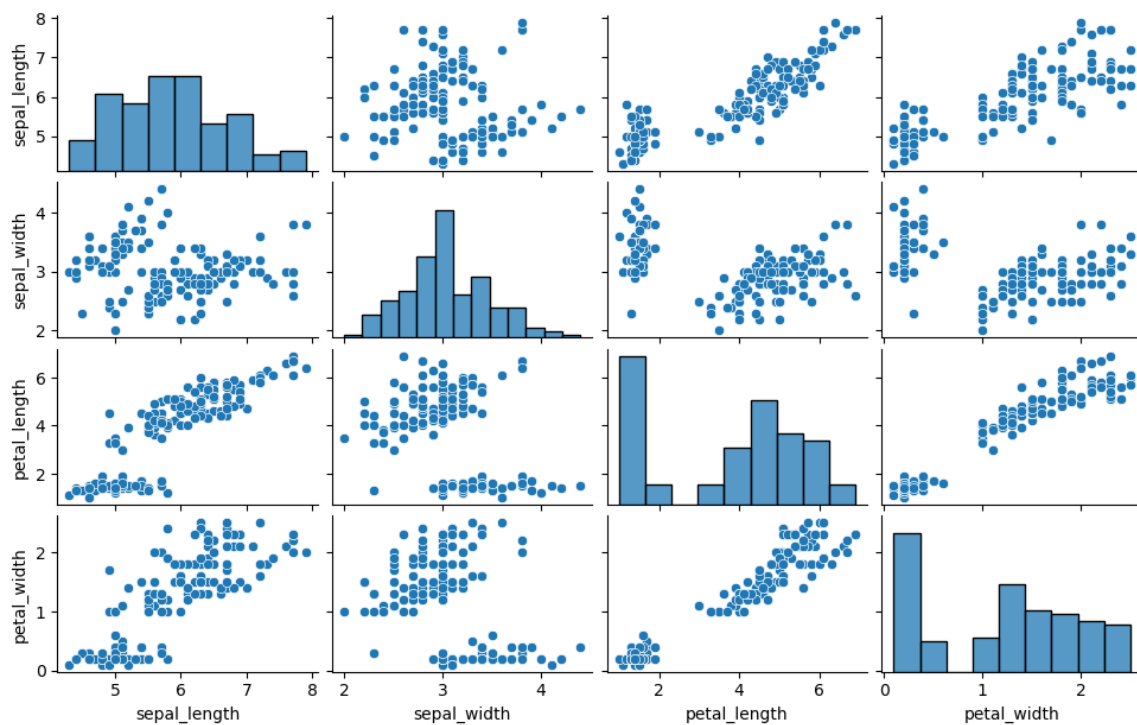 8
7
6
5
sepal_length
4
3
2
sepal_width
6
4
2
petal_length
2
1
0
petal_width
5 6 7 8
2 3 4
2 4 6
0 1 2
sepal_length sepal_width petal_length petal_width